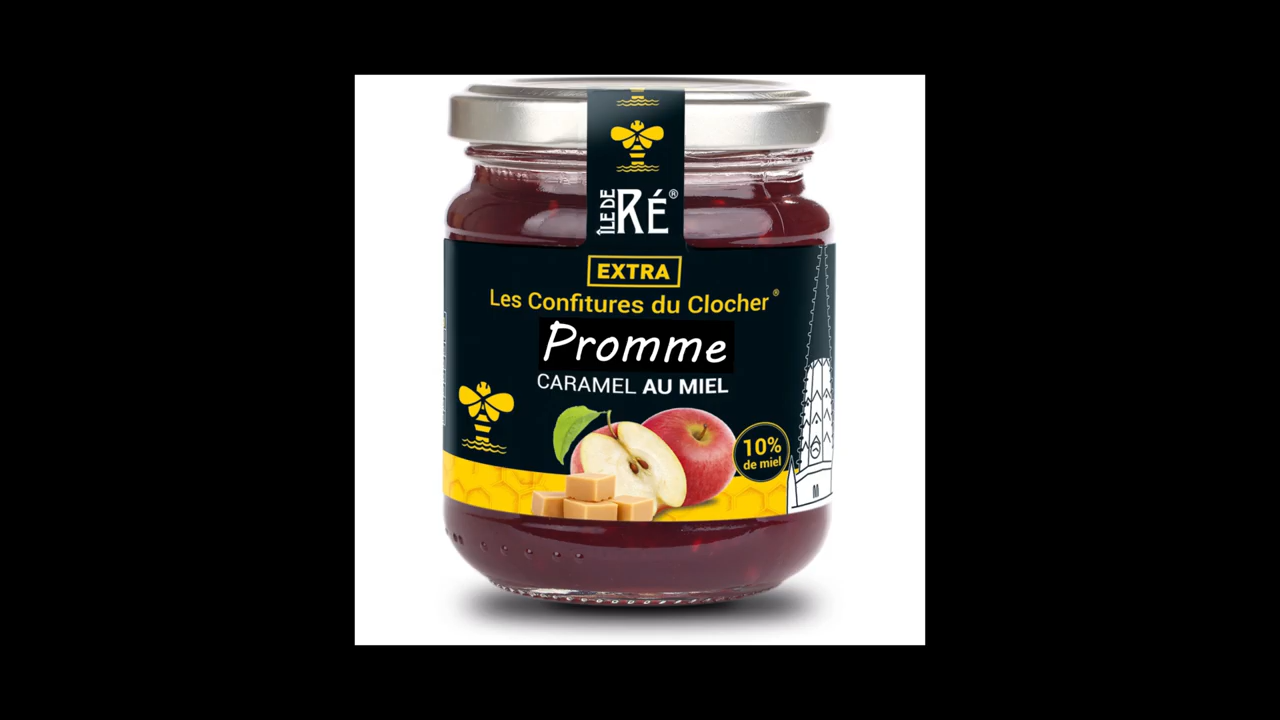 ÎLE DE RÉ®
EXTRA
Les Confitures du Clocher®
Promme
CARAMEL AU MIEL
10%
de miel
M